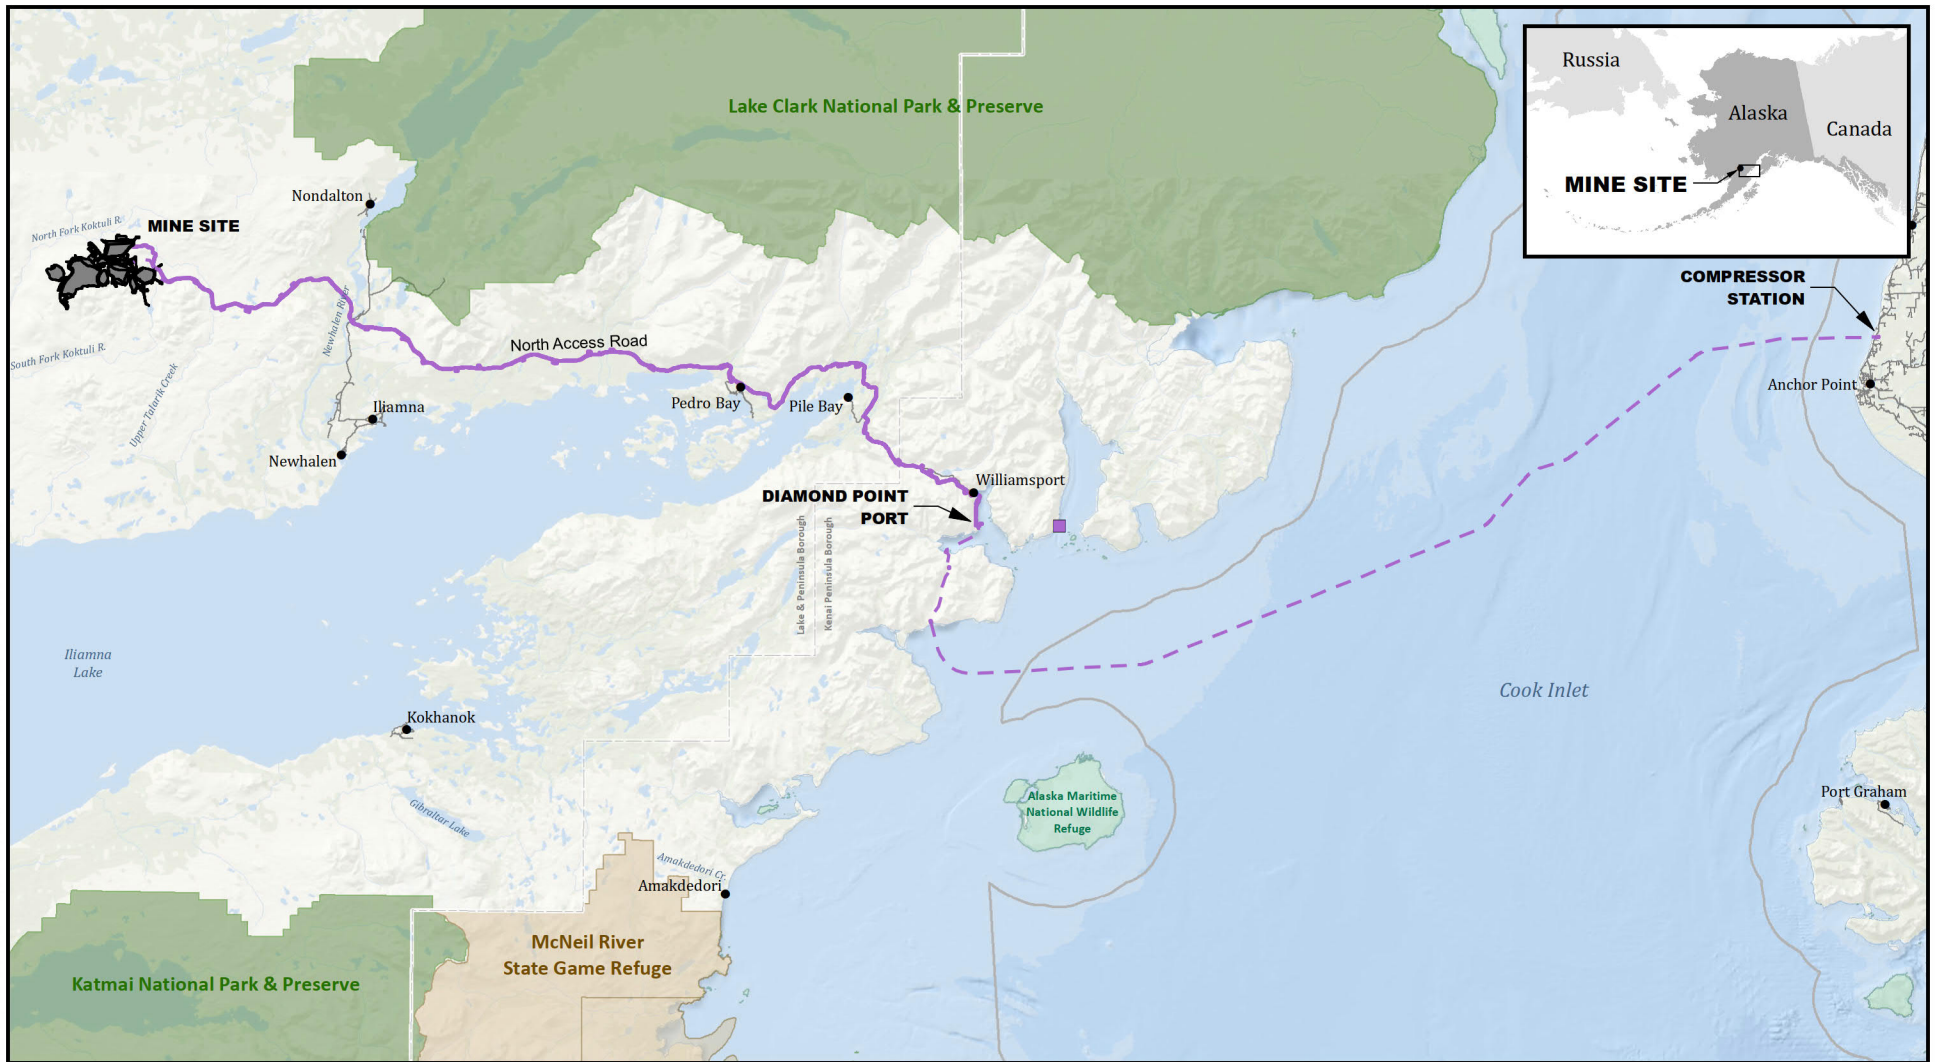 Lake Clark National Park & Preserve
Russia
Alaska
Canada
MINE SITE
Nondalton
North Fork Koktuli R.
MINE SITE
COMPRESSOR
STATION
Newhalen River
South Fork Koktuli R.
North Access Road
Upper Talarik Creek
Anchor Point
Pedro Bay
Pile Bay
Iliamna
Newhalen
Williamsport
DIAMOND POINT
PORT
Lake & Peninsula Borough
Kenai Peninsula Borough
Iliamna
Lake
Cook Inlet
Kokhanok
Gibraltar Lake
Alaska Maritime
National Wildlife
Refuge
Port Graham
Amakdedori Cr.
Amakdedori
McNeil River
State Game Refuge
Katmai National Park & Preserve